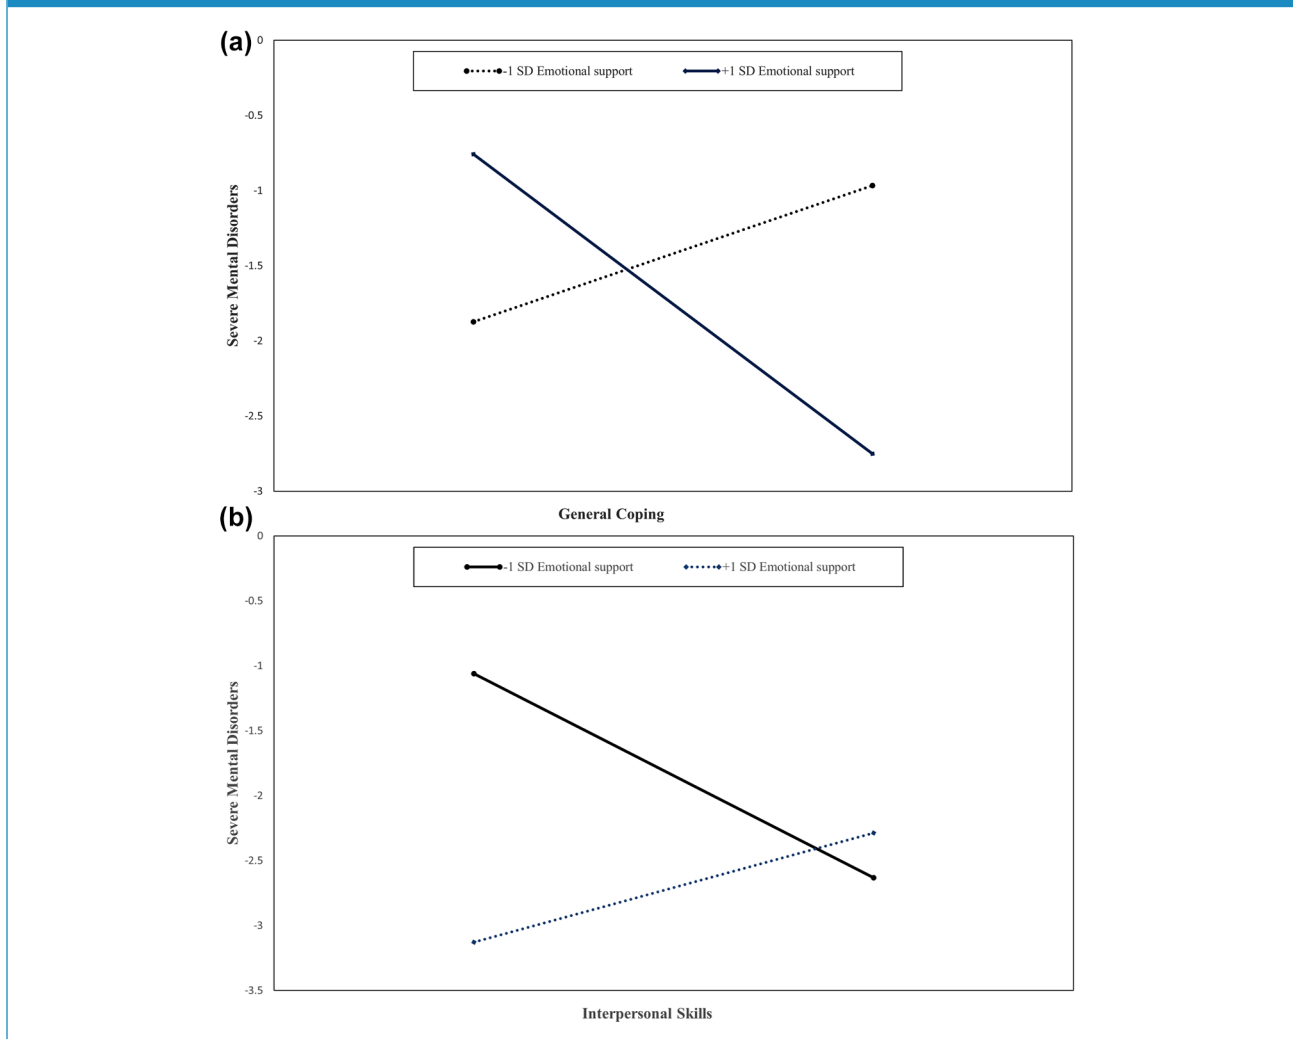 (a)
0
-1 SD Emotional support
+1 SD Emotional support
-0.5
-1
-1.5
-2
-2.5
-3
Severe Mental Disorders
General Coping
(b)
0
-1 SD Emotional support
+1 SD Emotional support
-0.5
-1
-1.5
-2
-2.5
-3
-3.5
Severe Mental Disorders
Interpersonal Skills